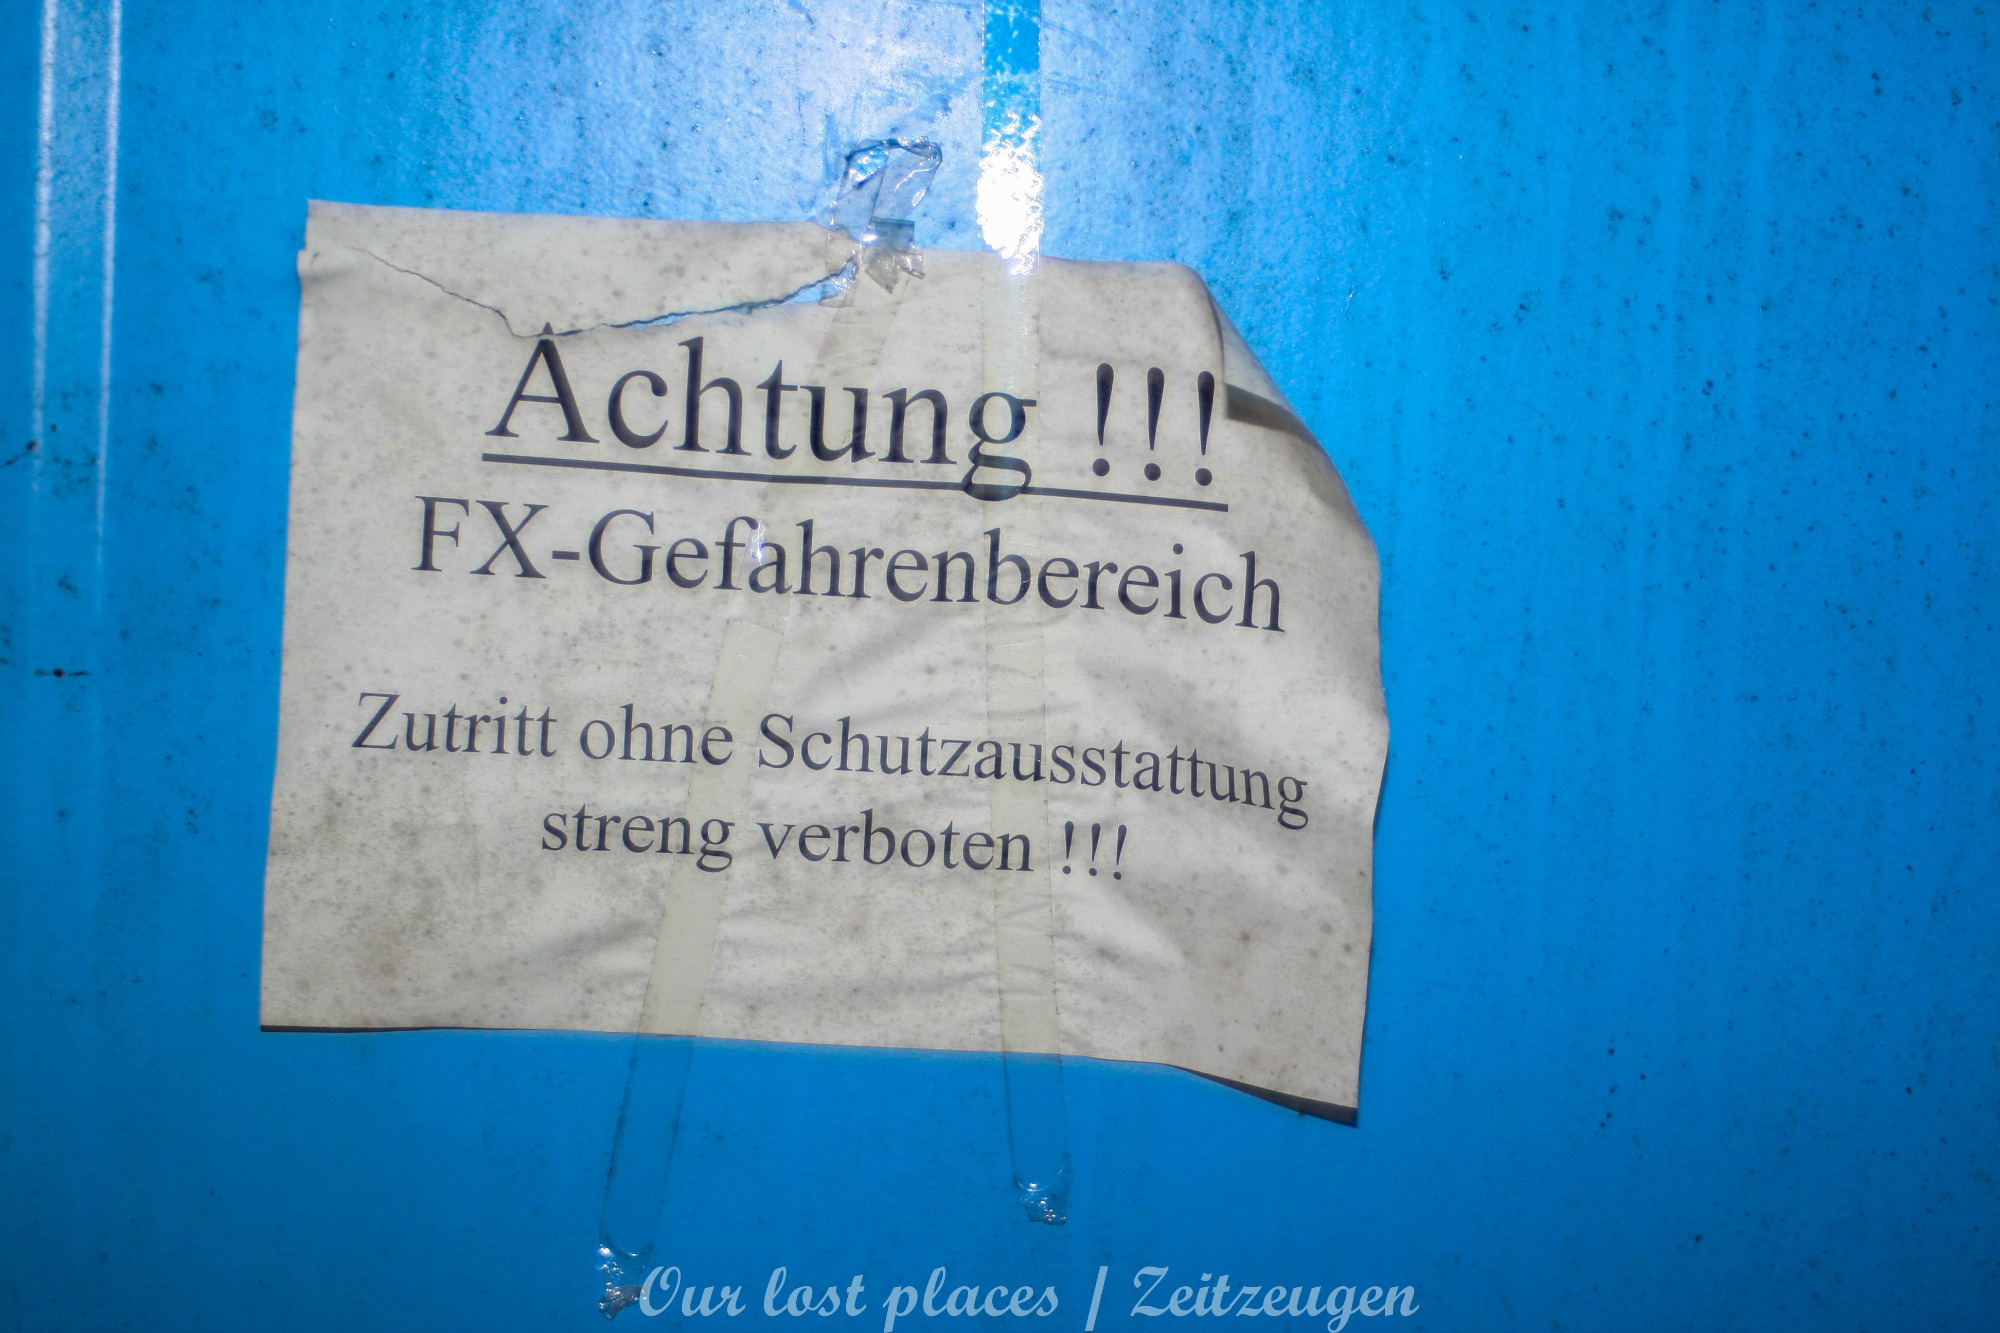 Achtung !!!
FX-Gefahrenbereich
Zutritt ohne Schutzausstattung
streng verboten !!!
Our lost places | Zeitzeugen